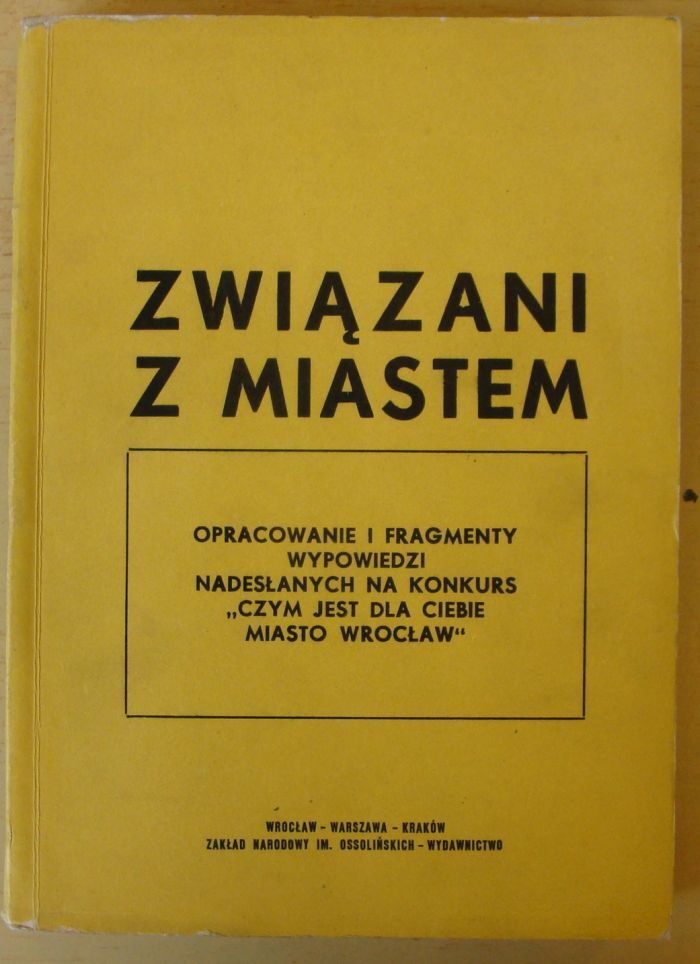 ZWIĄZANI
Z MIASTEM
OPRACOWANIE I FRAGMENTY
WYPOWIEDZI
NADESŁANYCH NA KONKURS
„CZYM JEST DLA CIEBIE
MIASTO WROCŁAW“
WROCŁAW – WARSZAWA – KRAKÓW
ZAKŁAD NARODOWY IM. OSSOLIŃSKICH – WYDAWNICTWO